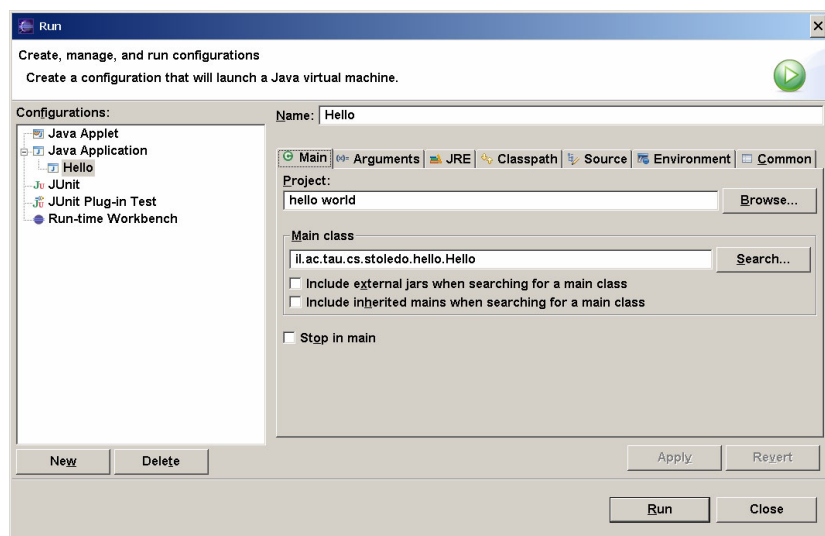 Run
Create, manage, and run configurations
Create a configuration that will launch a Java virtual machine.
Configurations:
Java Applet
Java Application
Hello
JUnit
JUnit Plug-in Test
Run-time Workbench
New
Delete
Name: Hello
Main (x)= Arguments JRE Classpath Source Environment Common
Project:
hello world
Browse...
Main class
il.ac.tau.cs.stoledo.hello.Hello
Search...
Include external jars when searching for a main class
Include inherited mains when searching for a main class
Stop in main
Apply
Revert
Run
Close